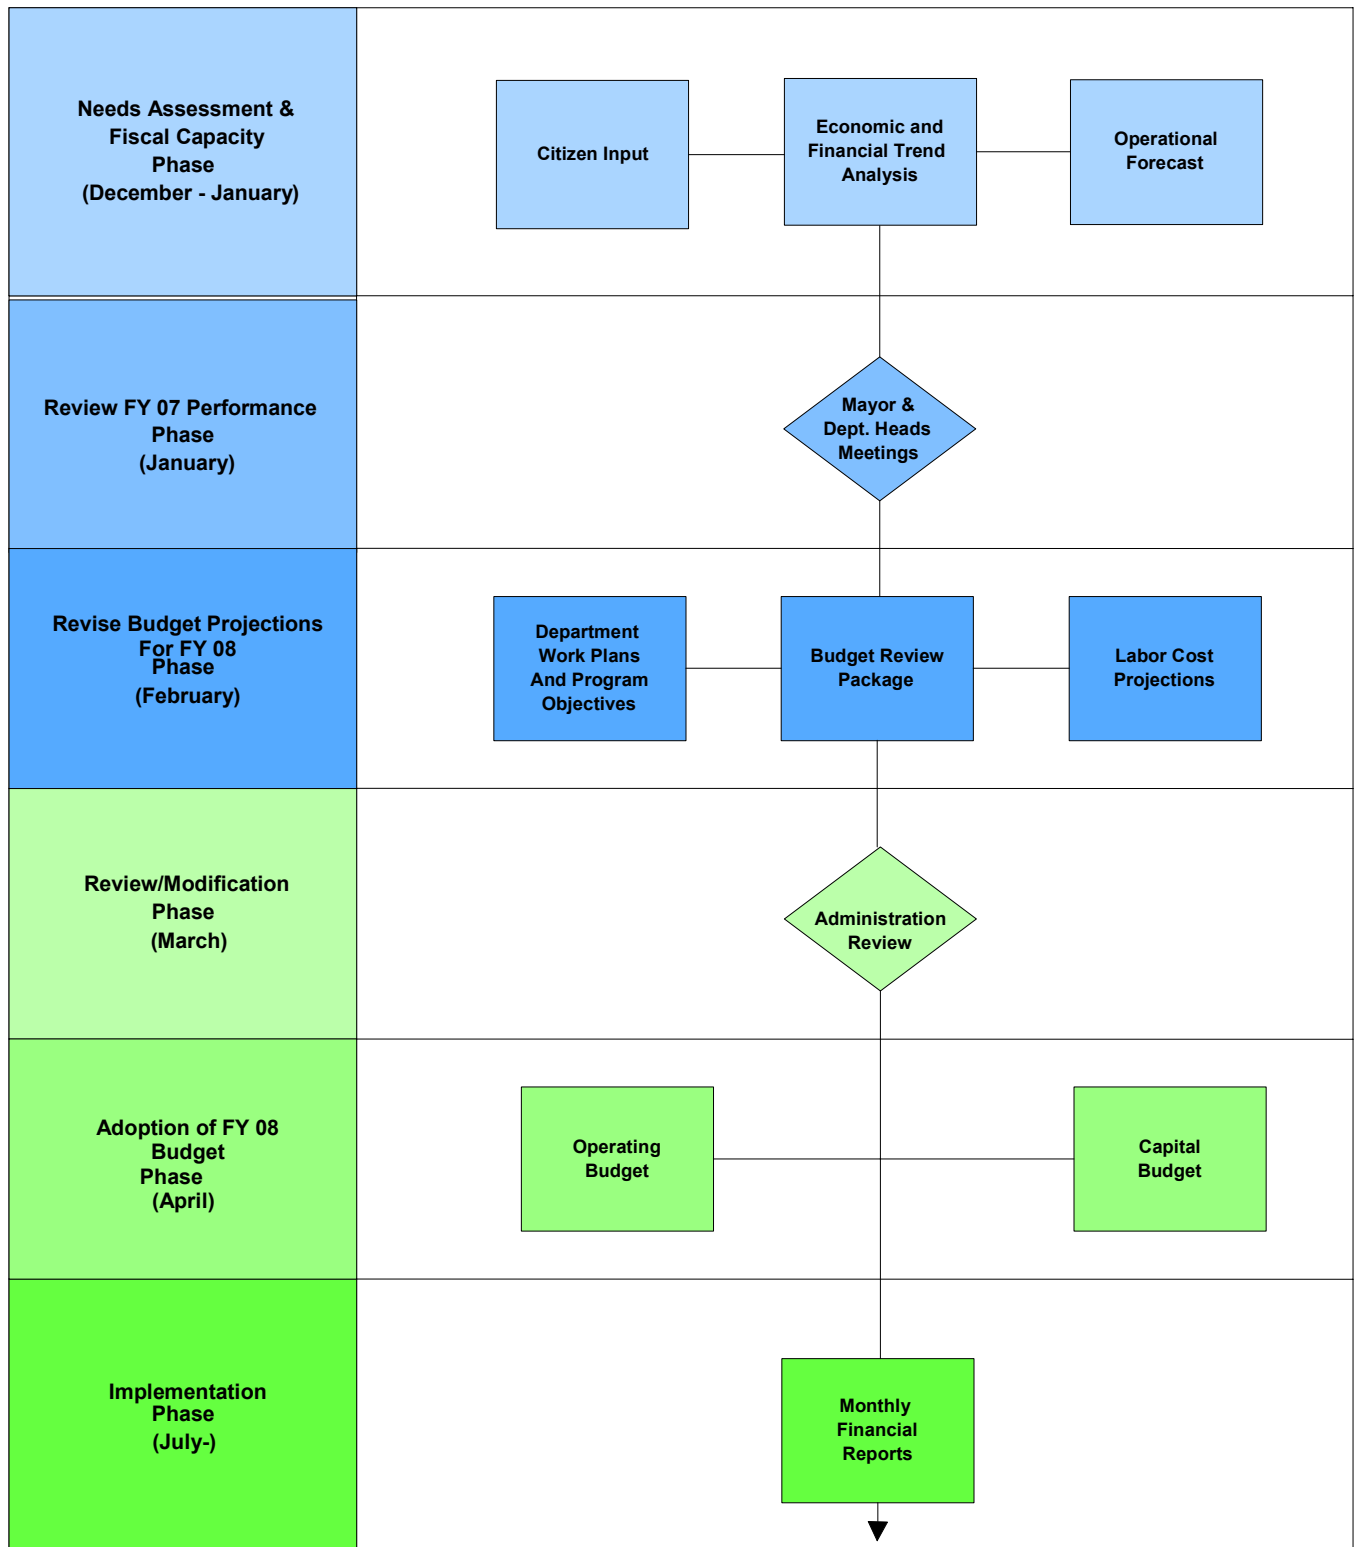 Needs Assessment &
Fiscal Capacity
Phase
(December - January)
Citizen Input
Economic and
Financial Trend
Analysis
Operational
Forecast
Review FY 07 Performance
Phase
(January)
Mayor &
Dept. Heads
Meetings
Revise Budget Projections
For FY 08
Phase
(February)
Department
Work Plans
And Program
Objectives
Budget Review
Package
Labor Cost
Projections
Review/Modification
Phase
(March)
Administration
Review
Adoption of FY 08
Budget
Phase
(April)
Operating
Budget
Capital
Budget
Implementation
Phase
(July-)
Monthly
Financial
Reports